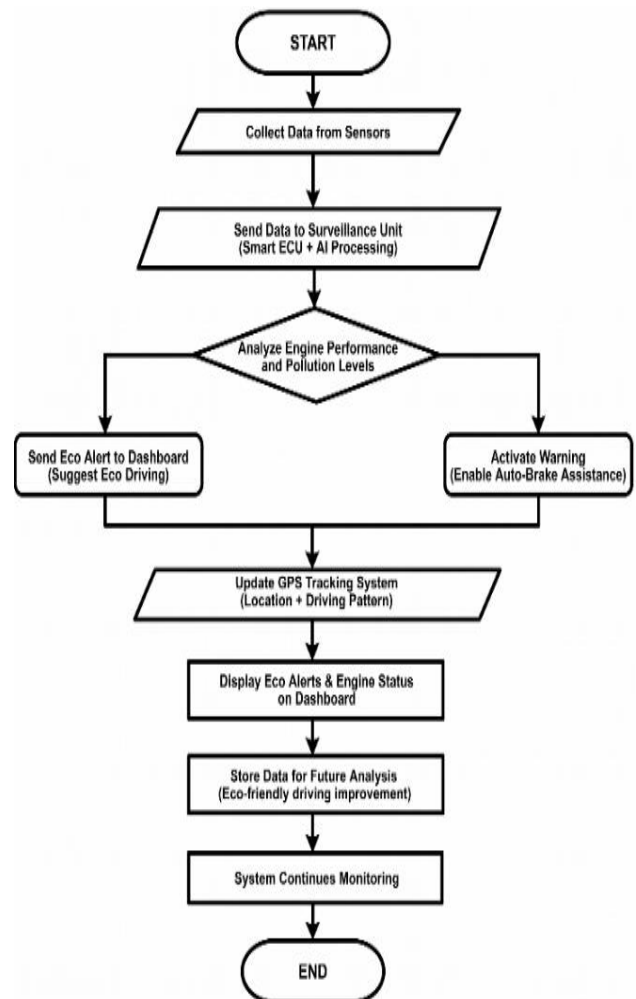 START
Collect Data from Sensors
Send Data to Surveillance Unit
(Smart ECU + AI Processing)
Analyze Engine Performance
and Pollution Levels
Send Eco Alert to Dashboard
(Suggest Eco Driving)
Activate Warning
(Enable Auto-Brake Assistance)
Update GPS Tracking System
(Location + Driving Pattern)
Display Eco Alerts & Engine Status
on Dashboard
Store Data for Future Analysis
(Eco-friendly driving improvement)
System Continues Monitoring
END